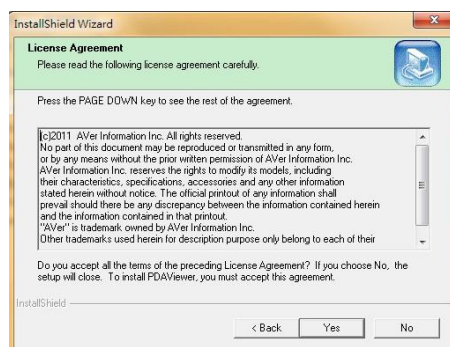 InstallShield Wizard
License Agreement
Please read the following license agreement carefully.
Press the PAGE DOWN key to see the rest of the agreement.
(c)2011 AVer Information Inc. All rights reserved.
No part of this document may be reproduced or transmitted in any form,
or by any means without the prior written permission of AVer Information Inc.
AVer Information Inc. reserves the rights to modify its models, including
their characteristics, specifications, accessories and any other information
stated herein without notice. The official printout of any information shall
prevail should there be any discrepancy between the information contained herein
and the information contained in that printout.
"AVer" is trademark owned by AVer Information Inc.
Other trademarks used herein for description purpose only belong to each of their
Do you accept all the terms of the preceding License Agreement? If you choose No, the
setup will close. To install PDAViewer, you must accept this agreement.
InstallShield
< Back Yes No